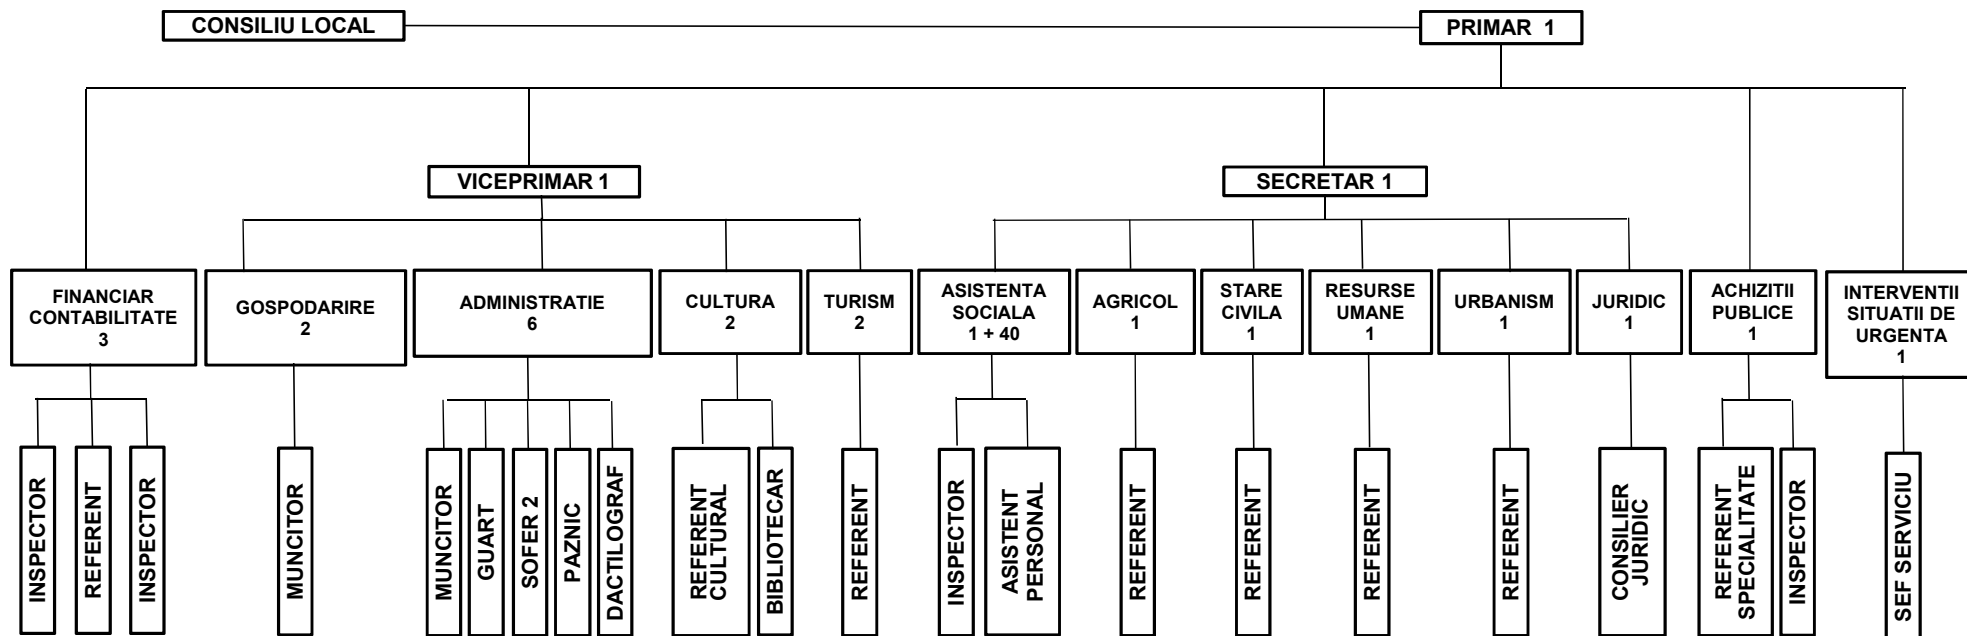 CONSILIU LOCAL
PRIMAR 1
VICEPRIMAR 1
SECRETAR 1
FINANCIAR
CONTABILITATE
3
GOSPODARIRE
2
ADMINISTRATIE
6
CULTURA
2
TURISM
2
ASISTENTA
SOCIALA
1 + 40
AGRICOL
1
STARE
CIVILA
1
RESURSE
UMANE
1
URBANISM
1
JURIDIC
1
ACHIZITII
PUBLICE
1
INTERVENTII
SITUATII DE
URGENTA
1
INSPECTOR
REFERENT
INSPECTOR
MUNCITOR
MUNCITOR
GUART
SOFER 2
PAZNIC
DACTILOGRAF
REFERENT
CULTURAL
BIBLIOTECAR
REFERENT
INSPECTOR
ASISTENT
PERSONAL
REFERENT
REFERENT
REFERENT
REFERENT
CONSILIER
JURIDIC
REFERENT
SPECIALITATE
INSPECTOR
SEF SERVICIU